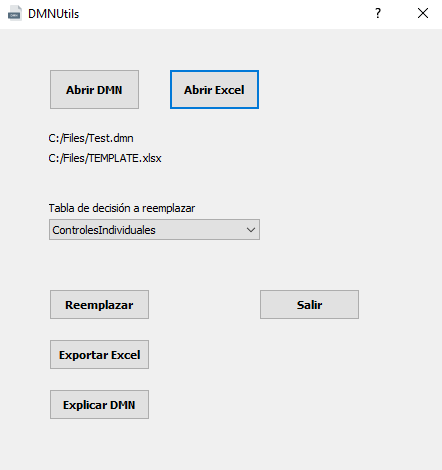 DMNUtils
?
Abrir DMN
Abrir Excel
C:/Files/Test.dmn
C:/Files/TEMPLATE.xlsx
Tabla de decisión a reemplazar
ControlesIndividuales
Reemplazar
Salir
Exportar Excel
Explicar DMN